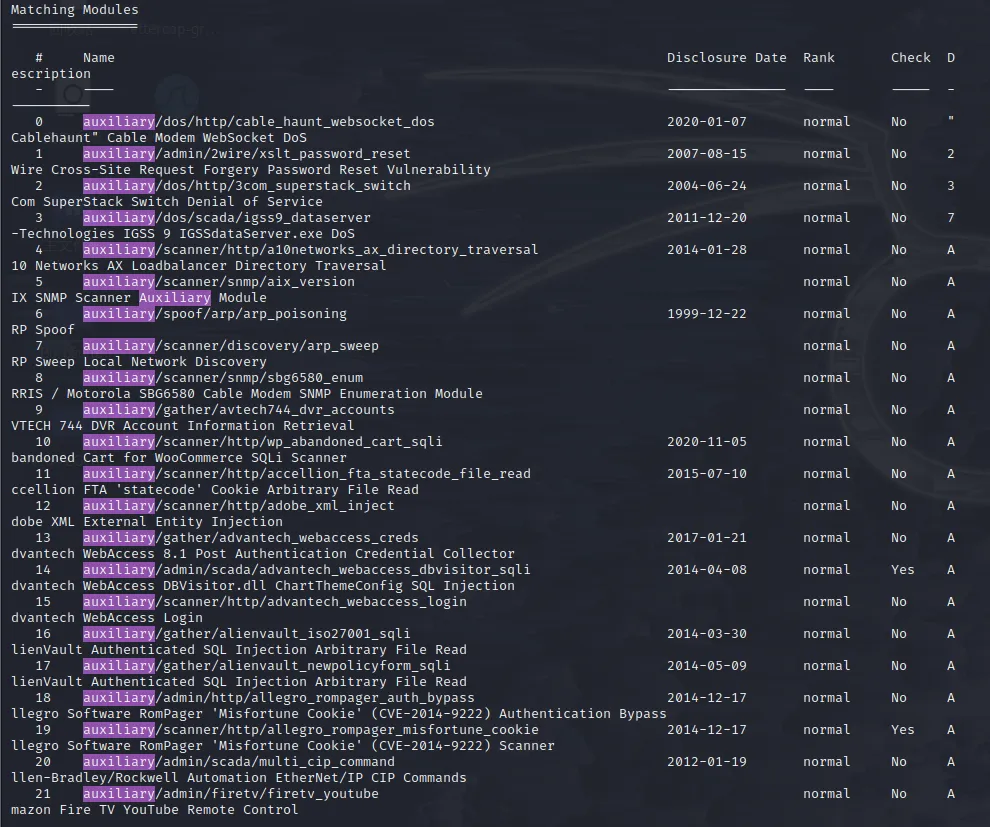 Matching Modules
================
# Name Disclosure Date Rank Check D
escription
- ---- --------------- ---- ----- -
----------
0 auxiliary/dos/http/cable_haunt_websocket_dos 2020-01-07 normal No "
Cablehaunt" Cable Modem WebSocket DoS
1 auxiliary/admin/2wire/xslt_password_reset 2007-08-15 normal No 2
Wire Cross-Site Request Forgery Password Reset Vulnerability
2 auxiliary/dos/http/3com_superstack_switch 2004-06-24 normal No 3
Com SuperStack Switch Denial of Service
3 auxiliary/dos/scada/igss9_dataserver 2011-12-20 normal No 7
-Technologies IGSS 9 IGSSdataServer.exe DoS
4 auxiliary/scanner/http/a10networks_ax_directory_traversal 2014-01-28 normal No A
10 Networks AX Loadbalancer Directory Traversal
5 auxiliary/scanner/snmp/aix_version normal No A
IX SNMP Scanner Auxiliary Module
6 auxiliary/spoof/arp/arp_poisoning 1999-12-22 normal No A
RP Spoof
7 auxiliary/scanner/discovery/arp_sweep normal No A
RP Sweep Local Network Discovery
8 auxiliary/scanner/snmp/sbg6580_enum normal No A
RRIS / Motorola SBG6580 Cable Modem SNMP Enumeration Module
9 auxiliary/gather/avtech744_dvr_accounts normal No A
VTECH 744 DVR Account Information Retrieval
10 auxiliary/scanner/http/wp_abandoned_cart_sqli 2020-11-05 normal No A
bandoned Cart for WooCommerce SQLi Scanner
11 auxiliary/scanner/http/accellion_fta_statecode_file_read 2015-07-10 normal No A
ccellion FTA 'statecode' Cookie Arbitrary File Read
12 auxiliary/scanner/http/adobe_xml_inject normal No A
dobe XML External Entity Injection
13 auxiliary/gather/advantech_webaccess_creds 2017-01-21 normal No A
dvantech WebAccess 8.1 Post Authentication Credential Collector
14 auxiliary/admin/scada/advantech_webaccess_dbvisitor_sqli 2014-04-08 normal Yes A
dvantech WebAccess DBVisitor.dll ChartThemeConfig SQL Injection
15 auxiliary/scanner/http/advantech_webaccess_login normal No A
dvantech WebAccess Login
16 auxiliary/gather/alienvault_iso27001_sqli 2014-03-30 normal No A
lienVault Authenticated SQL Injection Arbitrary File Read
17 auxiliary/gather/alienvault_newpolicyform_sqli 2014-05-09 normal No A
lienVault Authenticated SQL Injection Arbitrary File Read
18 auxiliary/admin/http/allegro_rompager_auth_bypass 2014-12-17 normal No A
llegro Software RomPager 'Misfortune Cookie' (CVE-2014-9222) Authentication Bypass
19 auxiliary/scanner/http/allegro_rompager_misfortune_cookie 2014-12-17 normal Yes A
llegro Software RomPager 'Misfortune Cookie' (CVE-2014-9222) Scanner
20 auxiliary/admin/scada/multi_cip_command 2012-01-19 normal No A
llen-Bradley/Rockwell Automation EtherNet/IP CIP Commands
21 auxiliary/admin/firetv/firetv_youtube normal No A
mazon Fire TV YouTube Remote Control